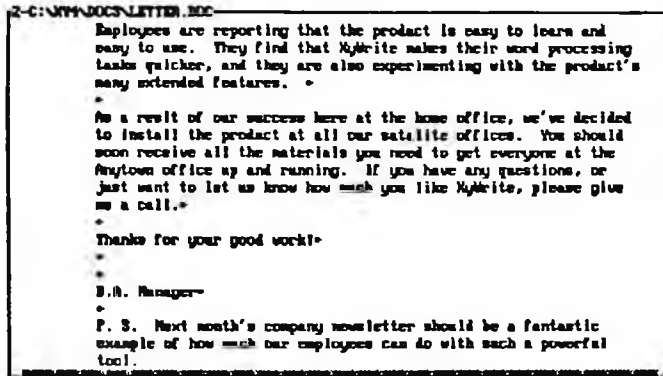 2-C:\XYM\DOCS\LETTER.DOC
Employees are reporting that the product is easy to learn and
easy to use. They find that XyWrite makes their word processing
tasks quicker, and they are also experimenting with the product's
many extended features.
As a reslt of our success here at the home office, we've decided
to install the product at all our satalite offices. You should
soon receive all the materials you need to get everyone at the
Anytown office up and running. If you have any questions, or
just want to let us know how much you like XyWrite, please give
me a call.
Thanks for your good work!
B.A. Manager
P. S. Next month's company newsletter should be a fantastic
example of how much our employees can do with such a powerful
tool.